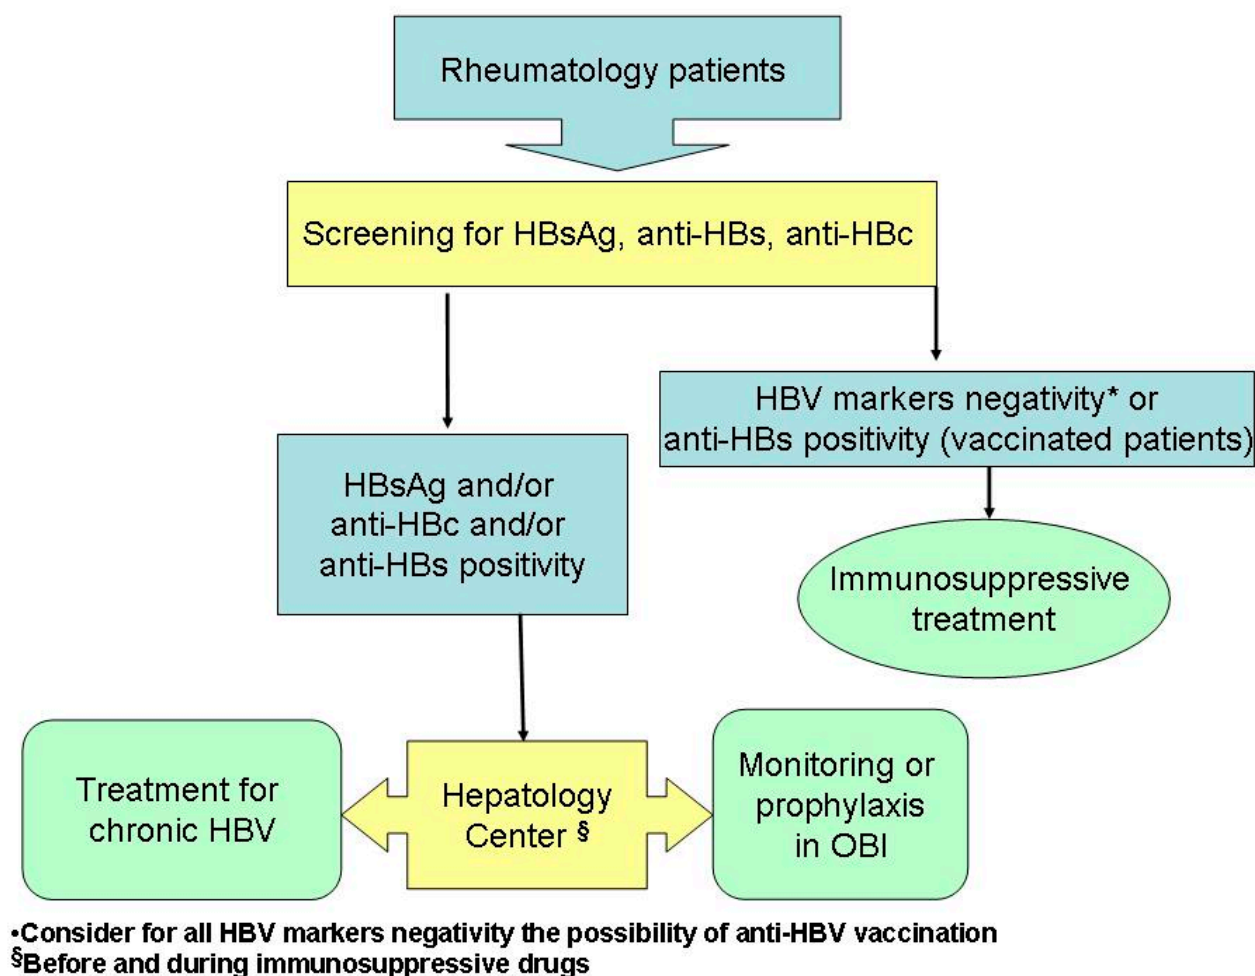 Rheumatology patients
Screening for HBsAg, anti-HBs, anti-HBc
HBV markers negativity* or
anti-HBs positivity (vaccinated patients)
HBsAg and/or
anti-HBc and/or
anti-HBs positivity
Immunosuppressive
treatment
Treatment for
chronic HBV
Hepatology
Center §
Monitoring or
prophylaxis
in OBI
•Consider for all HBV markers negativity the possibility of anti-HBV vaccination
§Before and during immunosuppressive drugs